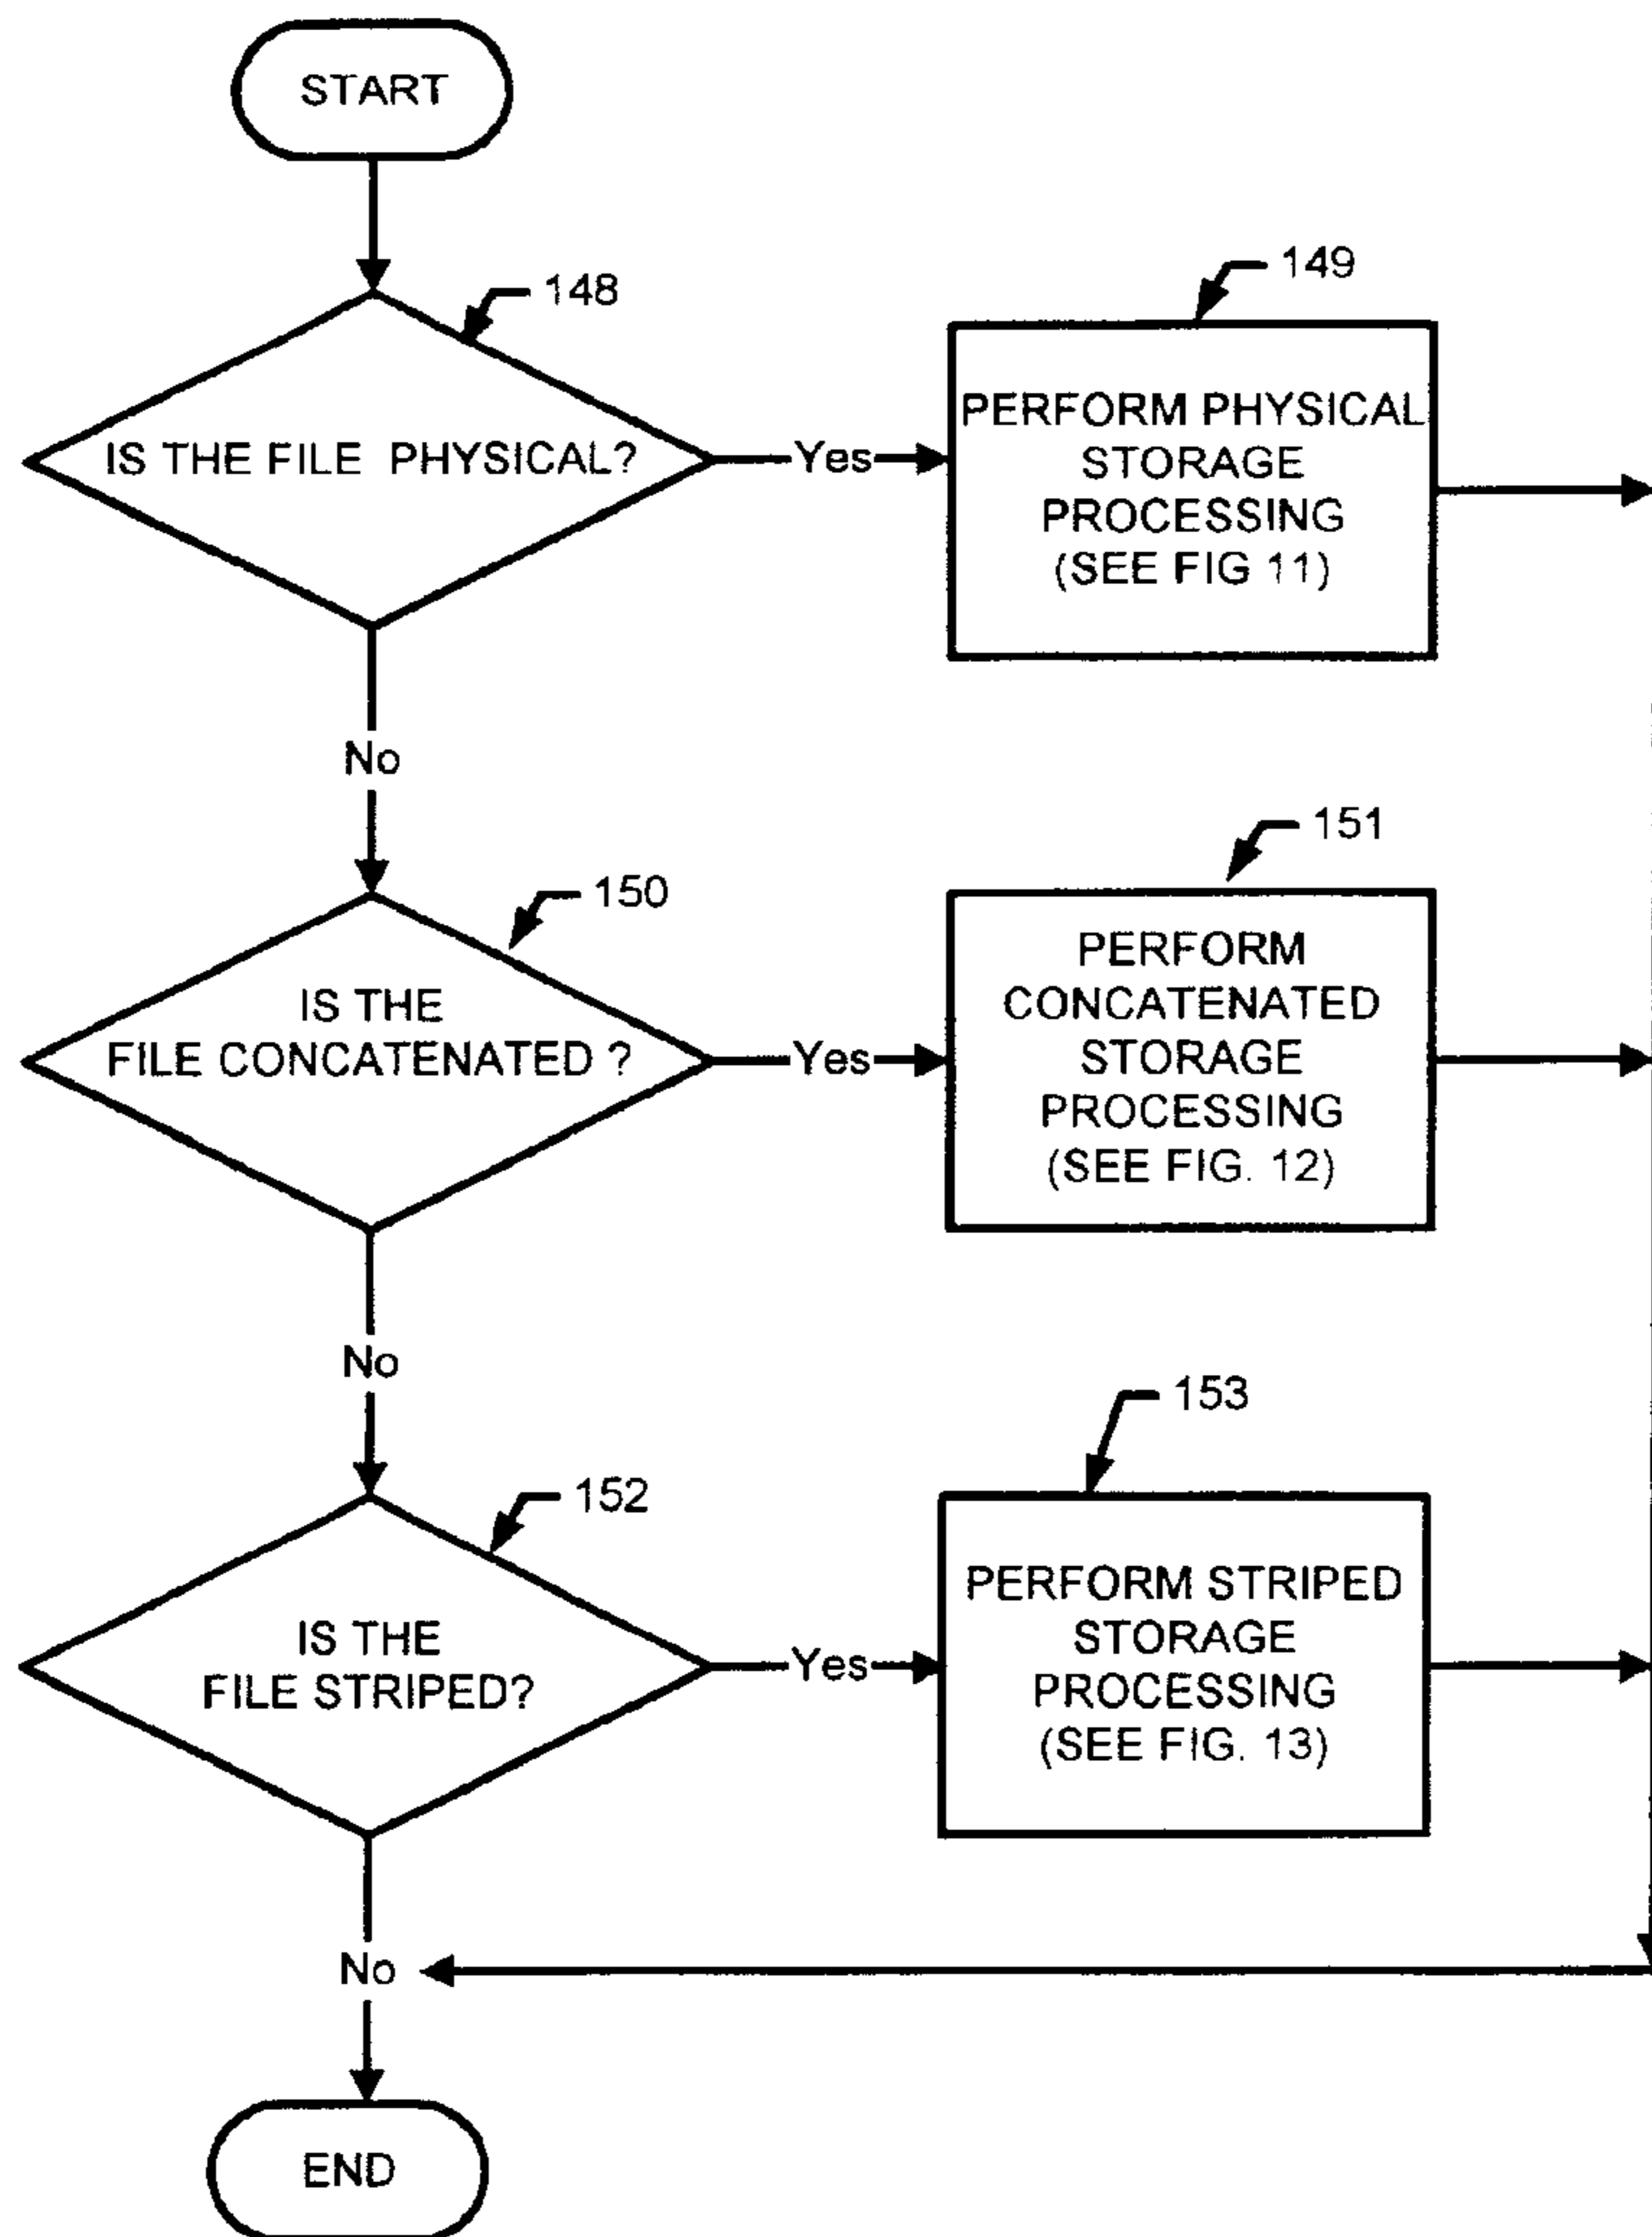 START
148
149
IS THE FILE PHYSICAL?
Yes
PERFORM PHYSICAL
STORAGE
PROCESSING
(SEE FIG 11)
No
150
151
IS THE
FILE CONCATENATED ?
Yes
PERFORM
CONCATENATED
STORAGE
PROCESSING
(SEE FIG. 12)
No
152
153
IS THE
FILE STRIPED?
Yes
PERFORM STRIPED
STORAGE
PROCESSING
(SEE FIG. 13)
No
END